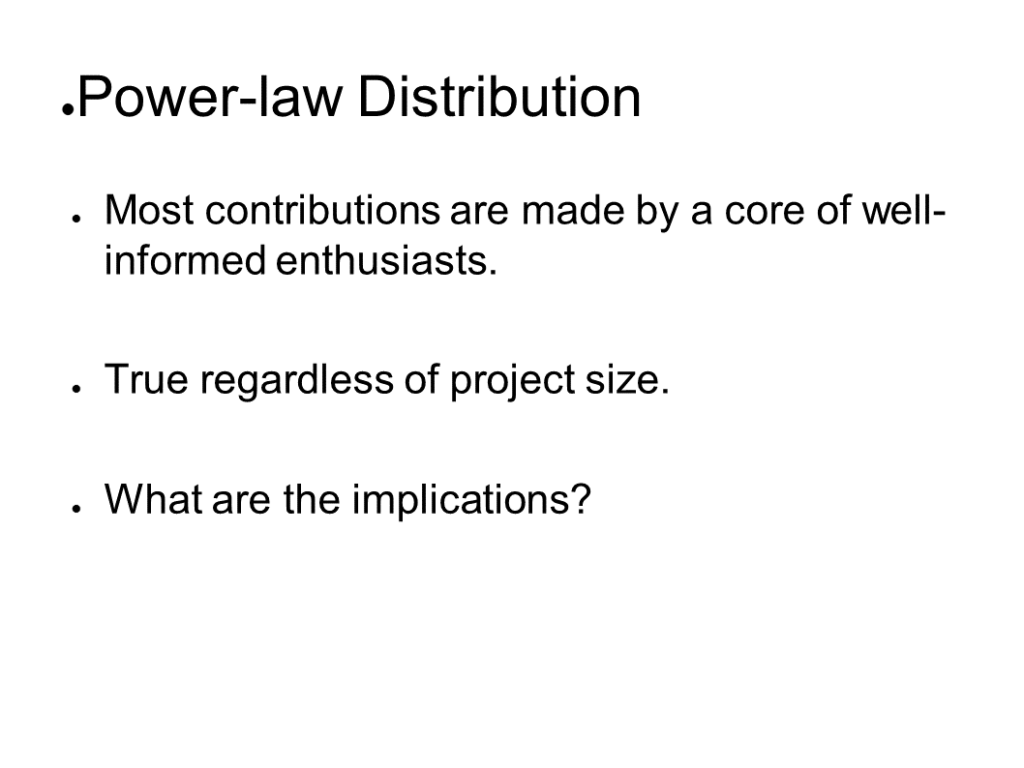 ●Power-law Distribution
● Most contributions are made by a core of well-
informed enthusiasts.
● True regardless of project size.
● What are the implications?